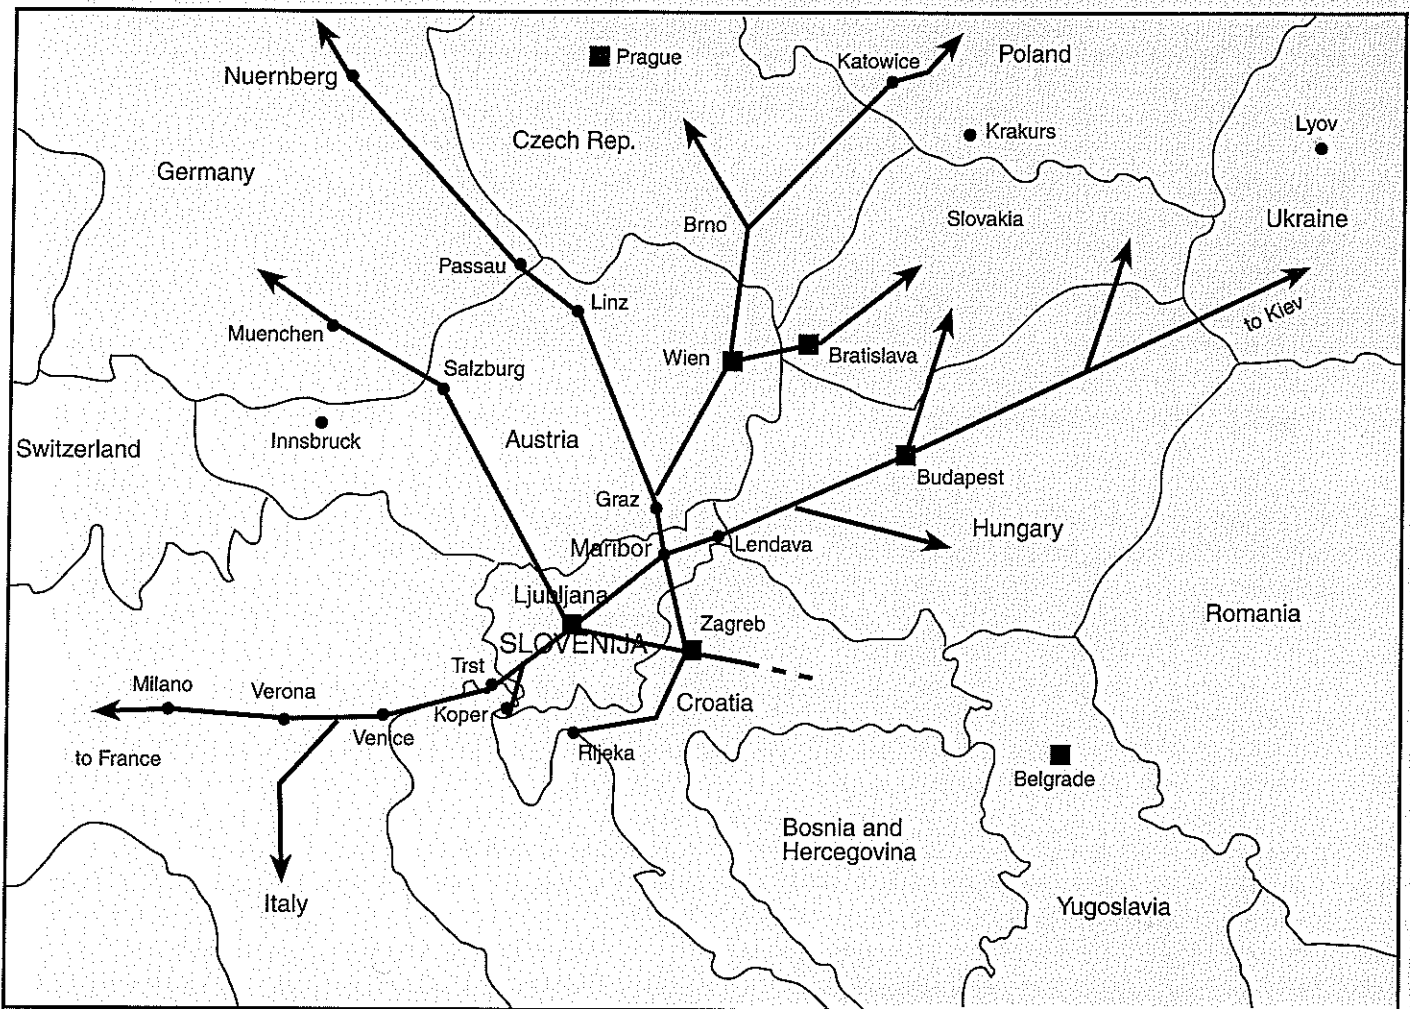 Prague
Katowice
Poland
Nuernberg
Krakurs
Lyov
Czech Rep.
Germany
Slovakia
Ukraine
Brno
Passau
Linz
to Kiev
Muenchen
Wien
Bratislava
Salzburg
Innsbruck
Austria
Switzerland
Budapest
Graz
Hungary
Maribor
Lendava
Ljubljana
Romania
Zagreb
SLOVENIJA
Trst
Milano
Verona
Koper
Croatia
Venice
to France
Rijeka
Belgrade
Bosnia and
Hercegovina
Italy
Yugoslavia